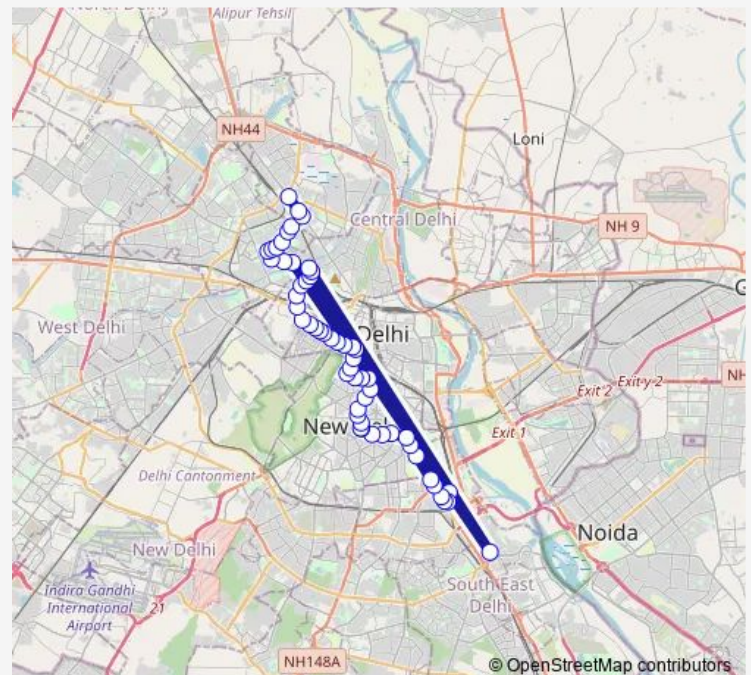 Alipur Tehsil
NH44
Loni
Central Delhi
NH 9
West Delhi
Delhi
NH
Exit 2
Exit y 2
New
Exit 1
Delhi Cantonment
New Delhi
Noida
Indira Gandhi
International
Airport
21
South East
Delhi
NH148A
© OpenStreetMap contributors